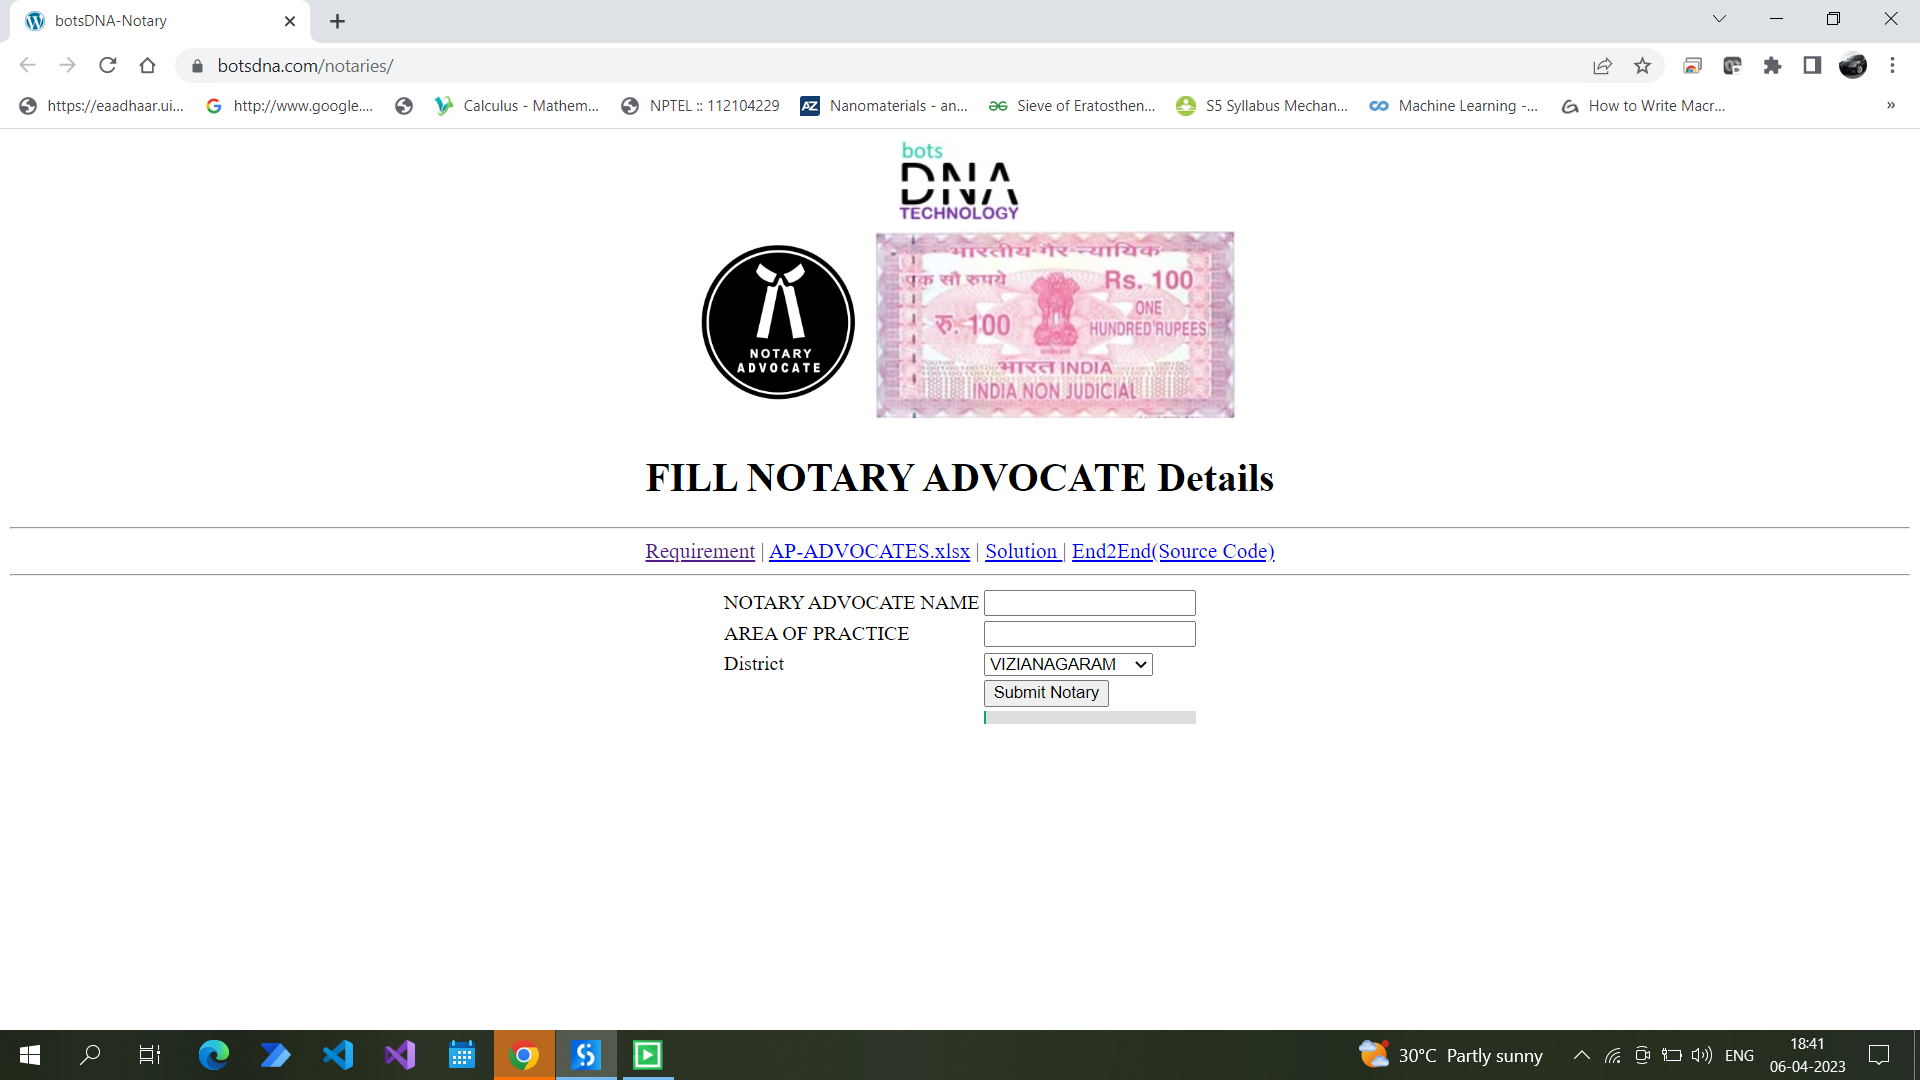 botsDNA-Notary
botsdna.com/notaries/
https://eaadhaar.ui...
http://www.google....
Calculus - Mathem...
NPTEL :: 112104229
AZ
Nanomaterials - an...
Sieve of Eratosthen...
S5 Syllabus Mechan...
Machine Learning -...
How to Write Macr...
»
bots
DNA
TECHNOLOGY
NOTARY
ADVOCATE
भारतीय गैर न्यायिक
एक सौ रुपये
Rs. 100
रु. 100
ONE
HUNDRED RUPEES
भारत INDIA
INDIA NON JUDICIAL
FILL NOTARY ADVOCATE Details
Requirement | AP-ADVOCATES.xlsx | Solution | End2End(Source Code)
NOTARY ADVOCATE NAME
AREA OF PRACTICE
District VIZIANAGARAM
Submit Notary
30°C Partly sunny
ENG
18:41
06-04-2023